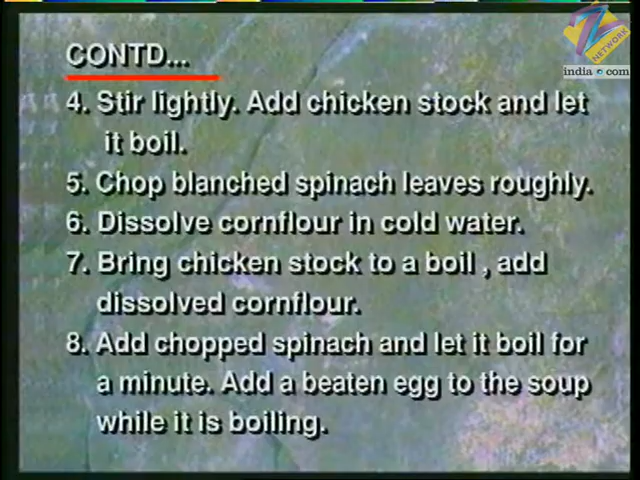 CONTD...
4. Stir lightly. Add chicken stock and let
it boil.
5. Chop blanched spinach leaves roughly.
6. Dissolve cornflour in cold water.
7. Bring chicken stock to a boil , add
dissolved cornflour.
8. Add chopped spinach and let it boil for
a minute. Add a beaten egg to the soup
while it is boiling.
Z
NETWORK
india.com